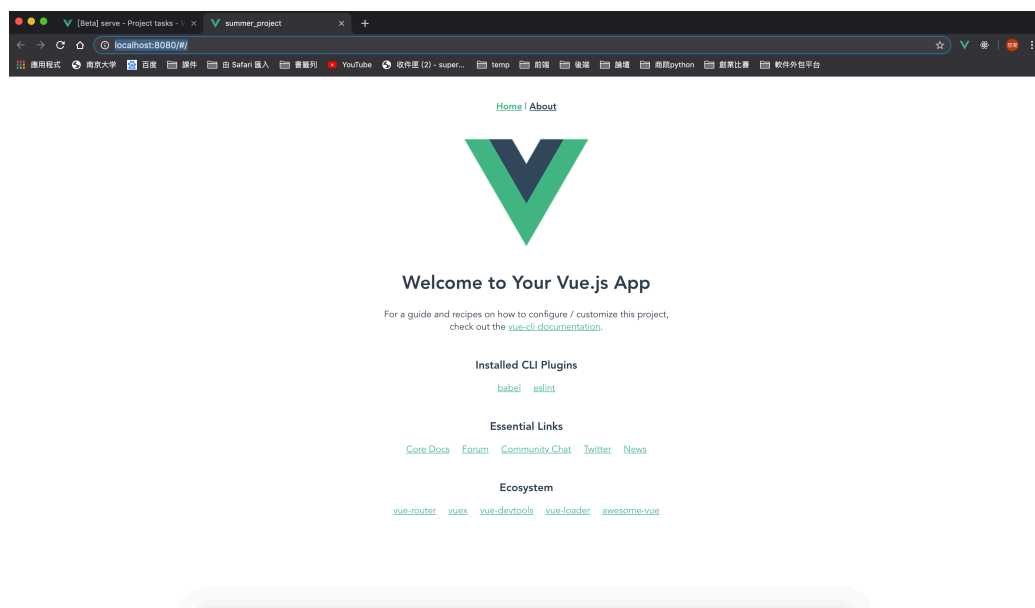 [Beta] serve - Project tasks - V
summer_project
localhost:8080/#/
應用程式 南京大學 百度 課件 由 Safari 匯入 書籤列 YouTube 收件匣 (2) - super... temp 前端 後端 論壇 商院python 創業比賽 軟件外包平台
Home | About
Welcome to Your Vue.js App
For a guide and recipes on how to configure / customize this project,
check out the vue-cli documentation.
Installed CLI Plugins
babel eslint
Essential Links
Core Docs Forum Community Chat Twitter News
Ecosystem
vue-router vuex vue-devtools vue-loader awesome-vue